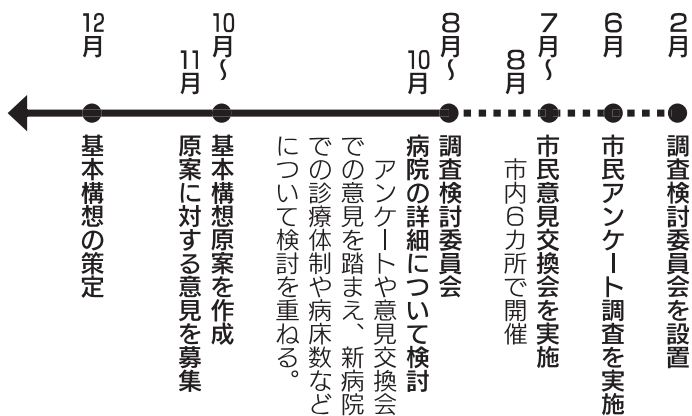 2月
調査検討委員会を設置
6月
市民アンケート調査を実施
7月～
8月
市民意見交換会を実施
市内6カ所で開催
8月～
10月
調査検討委員会
病院の詳細について検討
アンケートや意見交換会
での意見を踏まえ、新病院
での診療体制や病床数など
について検討を重ねる。
10月～
11月
基本構想原案を作成
原案に対する意見を募集
12月
基本構想の策定